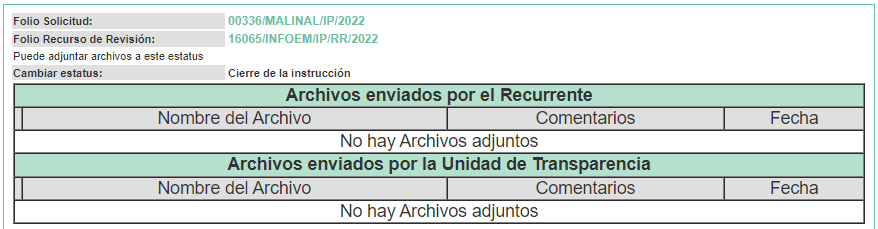 Folio Solicitud: 00336/MALINAL/IP/2022
Folio Recurso de Revisión: 16065/INFOEM/IP/RR/2022
Puede adjuntar archivos a este estatus
Cambiar estatus: Cierre de la instrucción
Archivos enviados por el Recurrente
Nombre del Archivo Comentarios Fecha
No hay Archivos adjuntos
Archivos enviados por la Unidad de Transparencia
Nombre del Archivo Comentarios Fecha
No hay Archivos adjuntos